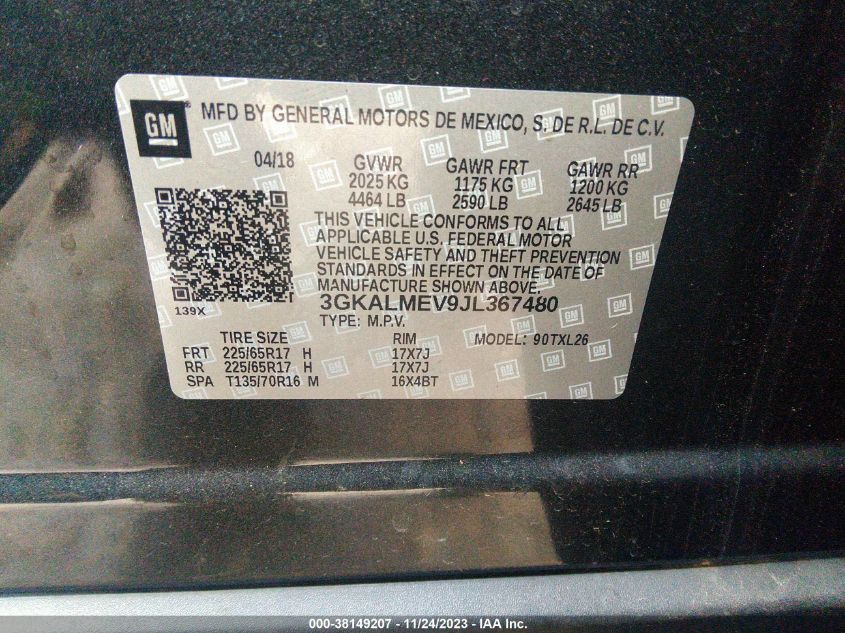 GM ® MFD BY GENERAL MOTORS DE MEXICO, S. DE R.L. DE C.V.
04/18 GVWR GAWR FRT GAWR RR
2025 KG 1175 KG 1200 KG
4464 LB 2590 LB 2645 LB
THIS VEHICLE CONFORMS TO ALL
APPLICABLE U.S. FEDERAL MOTOR
VEHICLE SAFETY AND THEFT PREVENTION
STANDARDS IN EFFECT ON THE DATE OF
MANUFACTURE SHOWN ABOVE.
139X 3GKALMEV9JL367480
TYPE: M.P.V.
TIRE SIZE RIM MODEL: 90TXL26
FRT 225/65R17 H 17X7J
RR 225/65R17 H 17X7J
SPA T135/70R16 M 16X4BT
000-38149207 - 11/24/2023 - IAA Inc.